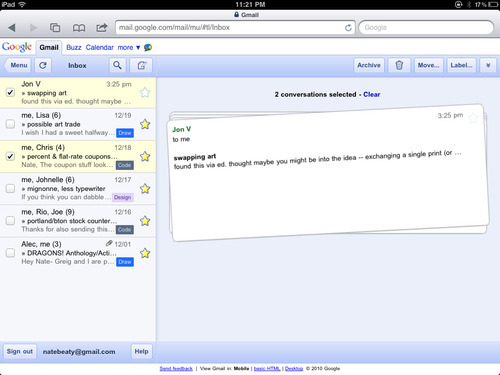 iPad
11:21 PM
17%
Gmail
mail.google.com/mail/mu/#tl/Inbox
Google
Google
Gmail Buzz Calendar more ▼
Menu
Inbox
Archive
Move...
Label...
Jon V 3:25 pm
» swapping art
found this via ed. thought maybe ...
me, Lisa (6) 12/19
» possible art trade
I wish I had a sweet halfway... Draw
me, Chris (4) 12/18
» percent & flat-rate coupons...
Nate, The coupon stuff look... Code
me, Johnelle (6) 12/17
» mignonne, less typewriter
If you think you can dabble... Design
me, Rio, Joe (9) 12/16
» portland/bton stock counter...
Thanks for also sending this... Code
Alec, me (3) 12/01
» DRAGONS! Anthology/Acti...
Hey Nate- Greig and I are p... Draw
2 conversations selected - Clear
3:25 pm
Jon V
to me
swapping art
found this via ed. thought maybe you might be into the idea -- exchanging a single print (or ...
Sign out
natebeaty@gmail.com
Help
Send feedback | View Gmail in: Mobile | basic HTML | Desktop © 2010 Google